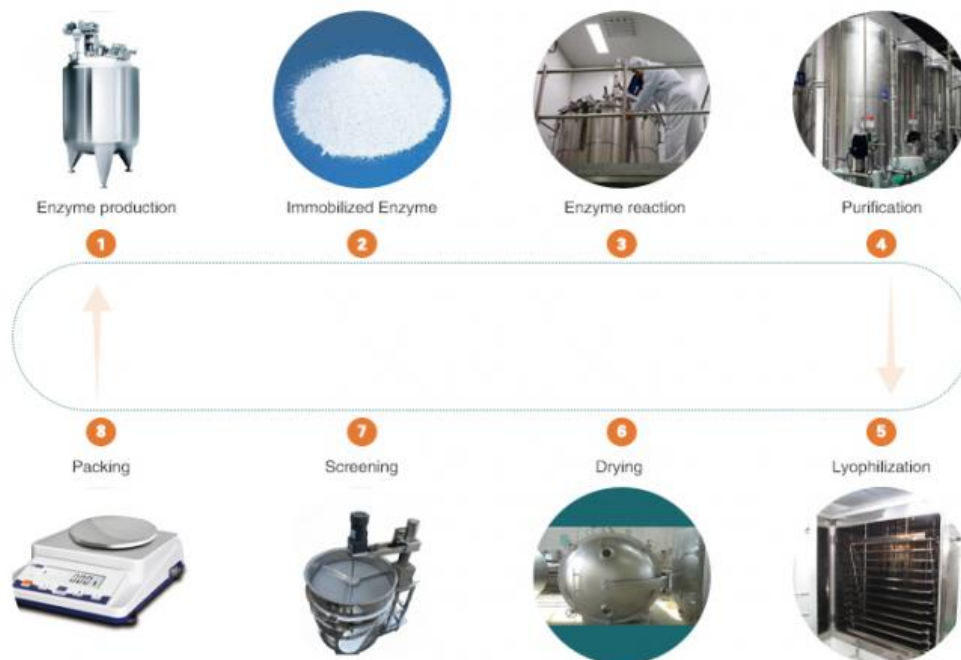 Enzyme production
Immobilized Enzyme
Enzyme reaction
Purification
1
2
3
4
8
7
6
5
Packing
Screening
Drying
Lyophilization